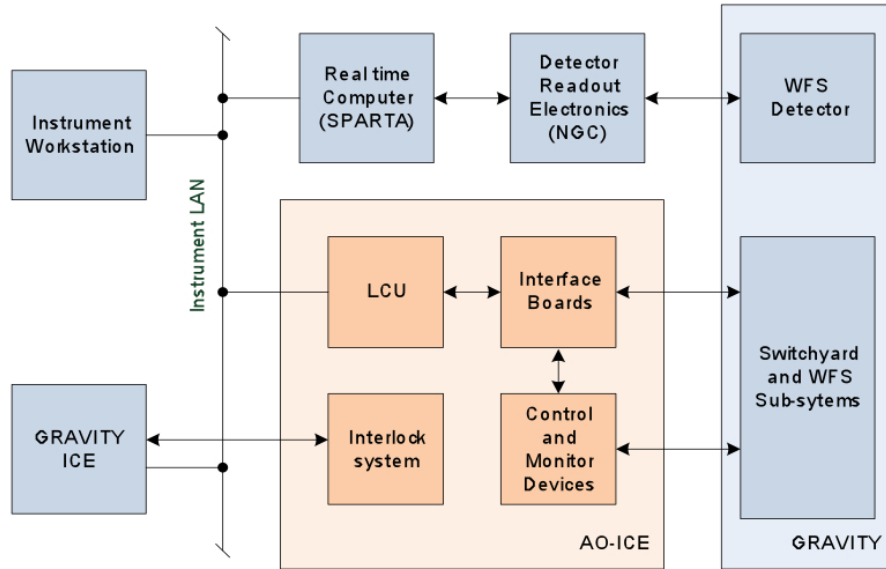 Instrument
Workstation
Real time
Computer
(SPARTA)
Detector
Readout
Electronics
(NGC)
WFS
Detector
Instrument LAN
LCU
Interface
Boards
Switchyard
and WFS
Sub-sytems
GRAVITY
ICE
Interlock
system
Control
and
Monitor
Devices
AO-ICE
GRAVITY